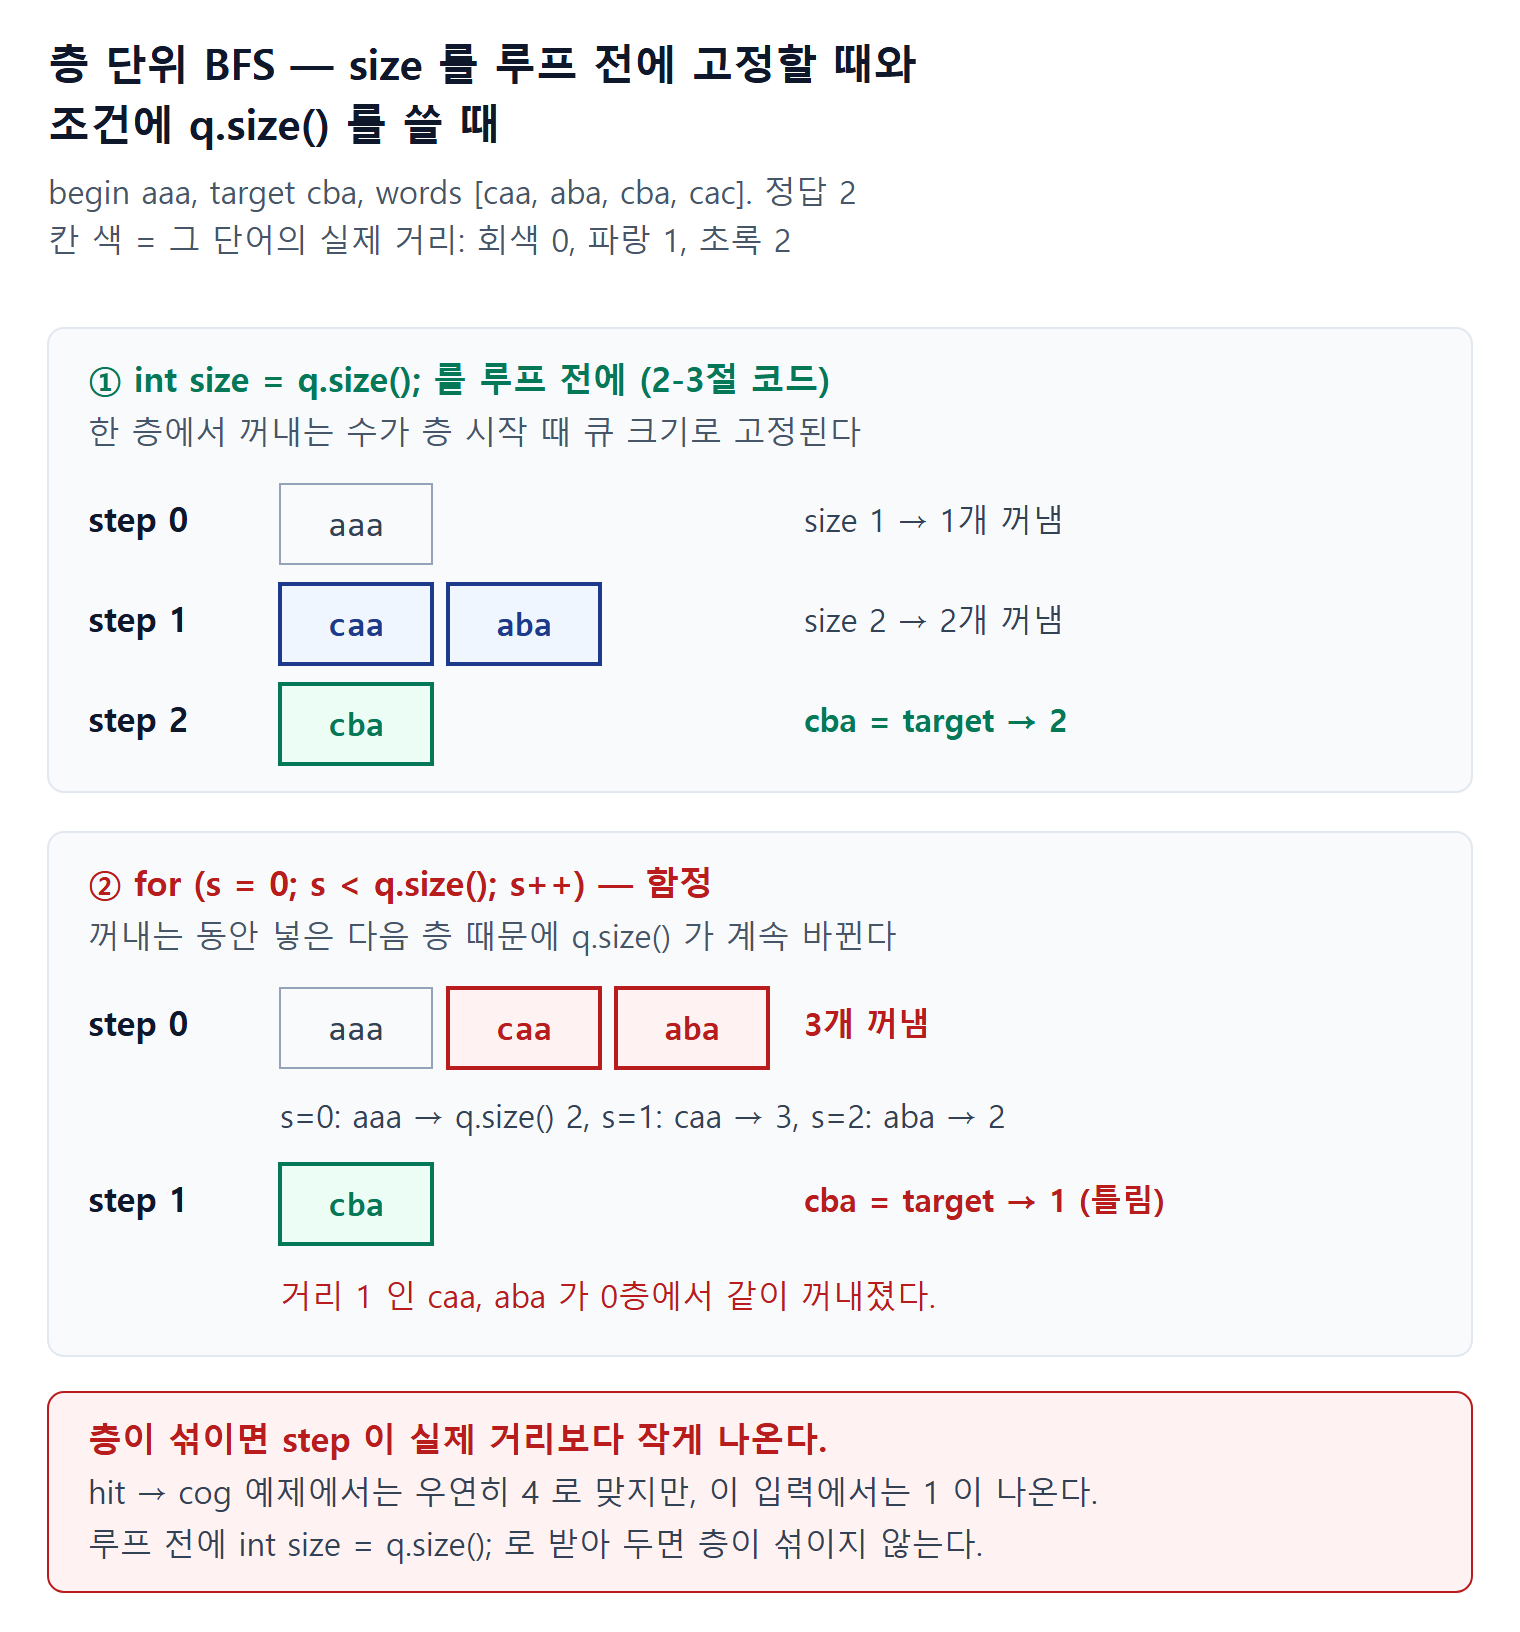 층 단위 BFS — size 를 루프 전에 고정할 때와
조건에 q.size() 를 쓸 때
begin aaa, target cba, words [caa, aba, cba, cac]. 정답 2
칸 색 = 그 단어의 실제 거리: 회색 0, 파랑 1, 초록 2
① int size = q.size(); 를 루프 전에 (2-3절 코드)
한 층에서 꺼내는 수가 층 시작 때 큐 크기로 고정된다
step 0 aaa size 1 → 1개 꺼냄
step 1 caa aba size 2 → 2개 꺼냄
step 2 cba cba = target → 2
② for (s = 0; s < q.size(); s++) — 함정
꺼내는 동안 넣은 다음 층 때문에 q.size() 가 계속 바뀐다
step 0 aaa caa aba 3개 꺼냄
s=0: aaa → q.size() 2, s=1: caa → 3, s=2: aba → 2
step 1 cba cba = target → 1 (틀림)
거리 1 인 caa, aba 가 0층에서 같이 꺼내졌다.
층이 섞이면 step 이 실제 거리보다 작게 나온다.
hit → cog 예제에서는 우연히 4 로 맞지만, 이 입력에서는 1 이 나온다.
루프 전에 int size = q.size(); 로 받아 두면 층이 섞이지 않는다.